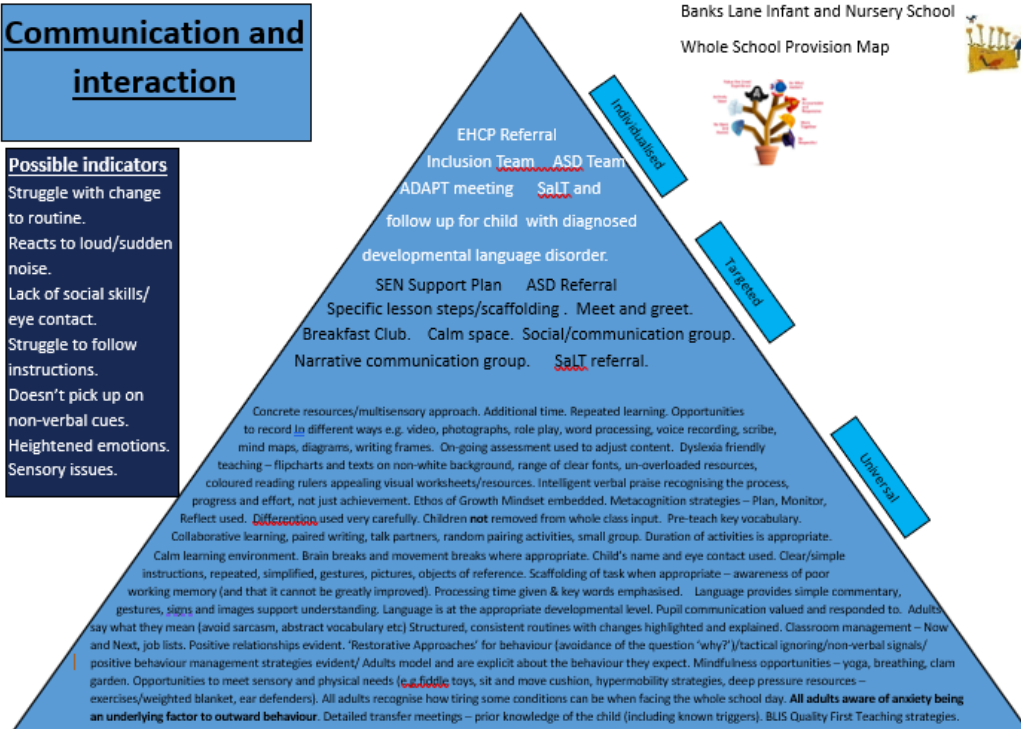 Communication and
interaction
Banks Lane Infant and Nursery School
Whole School Provision Map
Possible indicators
Struggle with change
to routine.
Reacts to loud/sudden
noise.
Lack of social skills/
eye contact.
Struggle to follow
instructions.
Doesn't pick up on
non-verbal cues.
Heightened emotions.
Sensory issues.
Individualised
EHCP Referral
Inclusion Team ASD Team
ADAPT meeting SaLT and
follow up for child with diagnosed
developmental language disorder.
Targeted
SEN Support Plan ASD Referral
Specific lesson steps/scaffolding . Meet and greet.
Breakfast Club. Calm space. Social/communication group.
Narrative communication group. SaLT referral.
Universal
Concrete resources/multisensory approach. Additional time. Repeated learning. Opportunities
to record In different ways e.g. video, photographs, role play, word processing, voice recording, scribe,
mind maps, diagrams, writing frames. On-going assessment used to adjust content. Dyslexia friendly
teaching – flipcharts and texts on non-white background, range of clear fonts, un-overloaded resources,
coloured reading rulers appealing visual worksheets/resources. Intelligent verbal praise recognising the process,
progress and effort, not just achievement. Ethos of Growth Mindset embedded. Metacognition strategies – Plan, Monitor,
Reflect used. Differention used very carefully. Children not removed from whole class input. Pre-teach key vocabulary.
Collaborative learning, paired writing, talk partners, random pairing activities, small group. Duration of activities is appropriate.
Calm learning environment. Brain breaks and movement breaks where appropriate. Child's name and eye contact used. Clear/simple
instructions, repeated, simplified, gestures, pictures, objects of reference. Scaffolding of task when appropriate – awareness of poor
working memory (and that it cannot be greatly improved). Processing time given & key words emphasised. Language provides simple commentary,
gestures, signs and images support understanding. Language is at the appropriate developmental level. Pupil communication valued and responded to. Adults
say what they mean (avoid sarcasm, abstract vocabulary etc) Structured, consistent routines with changes highlighted and explained. Classroom management – Now
and Next, job lists. Positive relationships evident. 'Restorative Approaches' for behaviour (avoidance of the question 'why?')/tactical ignoring/non-verbal signals/
positive behaviour management strategies evident/ Adults model and are explicit about the behaviour they expect. Mindfulness opportunities – yoga, breathing, clam
garden. Opportunities to meet sensory and physical needs (e.g.fiddle toys, sit and move cushion, hypermobility strategies, deep pressure resources –
exercises/weighted blanket, ear defenders). All adults recognise how tiring some conditions can be when facing the whole school day. All adults aware of anxiety being
an underlying factor to outward behaviour. Detailed transfer meetings – prior knowledge of the child (including known triggers). BLIS Quality First Teaching strategies.